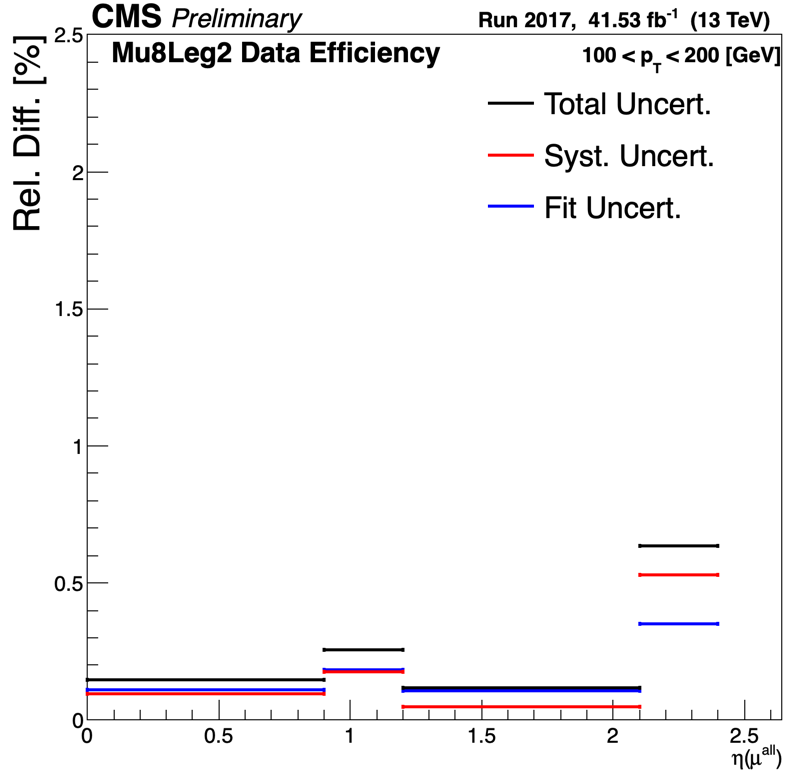 CMS Preliminary Run 2017, 41.53 fb⁻¹ (13 TeV)
Mu8Leg2 Data Efficiency 100 < p_T < 200 [GeV]
Total Uncert.
Syst. Uncert.
Fit Uncert.
Rel. Diff. [%]
2.5
2
1.5
1
0.5
0
0 0.5 1 1.5 2 2.5
η(μ^all)